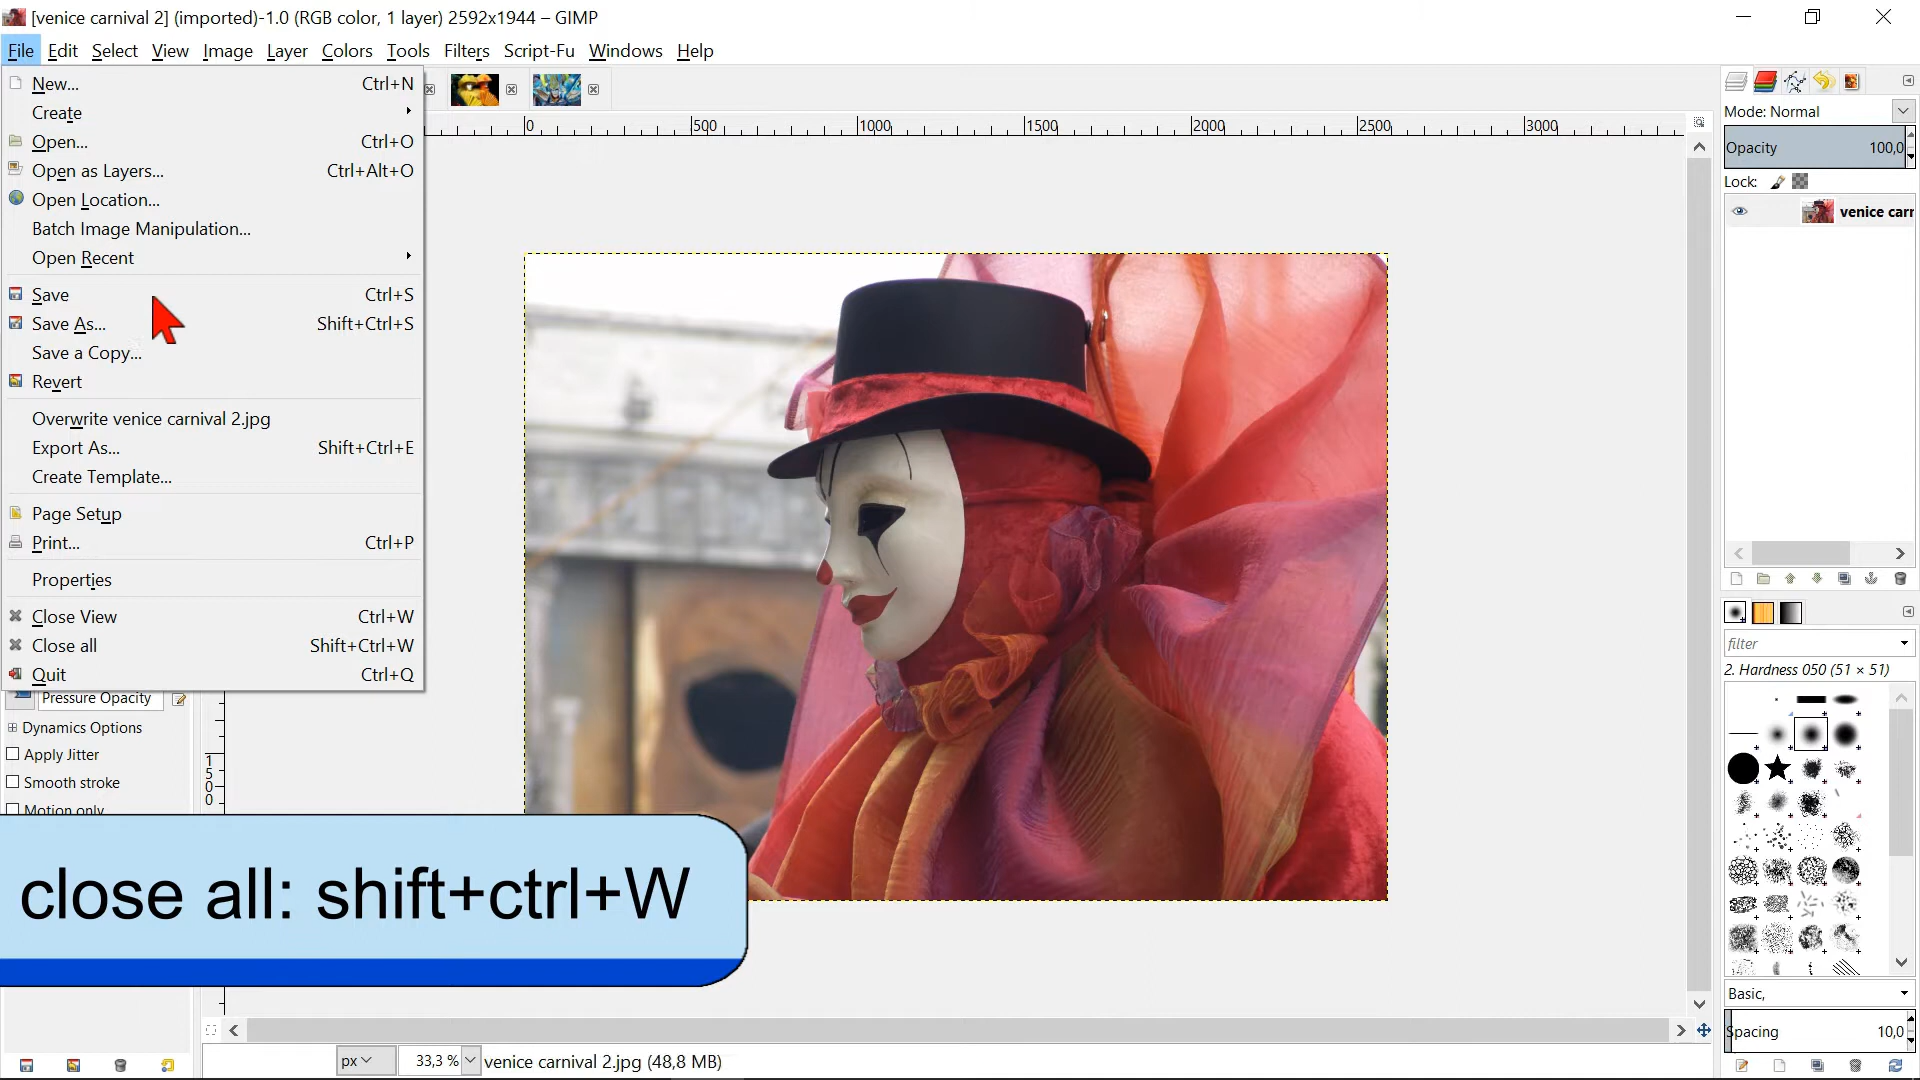 [venice carnival 2] (imported)-1.0 (RGB color, 1 layer) 2592x1944 – GIMP
File Edit Select View Image Layer Colors Tools Filters Script-Fu Windows Help
New... Ctrl+N
Create
Open... Ctrl+O
Open as Layers... Ctrl+Alt+O
Open Location...
Batch Image Manipulation...
Open Recent
Save Ctrl+S
Save As... Shift+Ctrl+S
Save a Copy...
Revert
Overwrite venice carnival 2.jpg
Export As... Shift+Ctrl+E
Create Template...
Page Setup
Print... Ctrl+P
Properties
Close View Ctrl+W
Close all Shift+Ctrl+W
Quit Ctrl+Q
Pressure Opacity
Dynamics Options
Apply Jitter
Smooth stroke
Motion only
close all: shift+ctrl+W
0 500 1000 1500 2000 2500 3000
1500
px 33,3 % venice carnival 2.jpg (48,8 MB)
Mode: Normal
Opacity 100,0
Lock:
venice carr
filter
2. Hardness 050 (51 × 51)
Basic,
Spacing 10,0